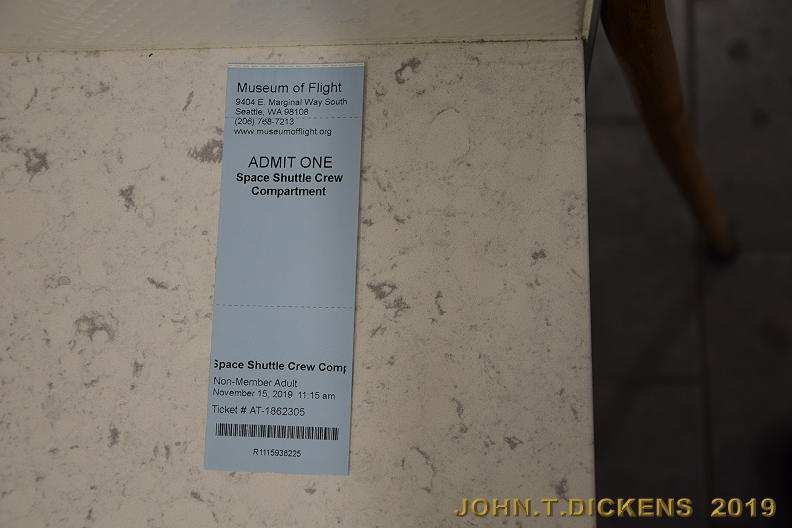 Museum of Flight
9404 E. Marginal Way South
Seattle, WA 98108
(206) 768-7213
www.museumofflight.org
ADMIT ONE
Space Shuttle Crew
Compartment
Space Shuttle Crew Comp
Non-Member Adult
November 15, 2019 11:15 am
Ticket # AT-1862305
R1115938225
JOHN.T.DICKENS 2019